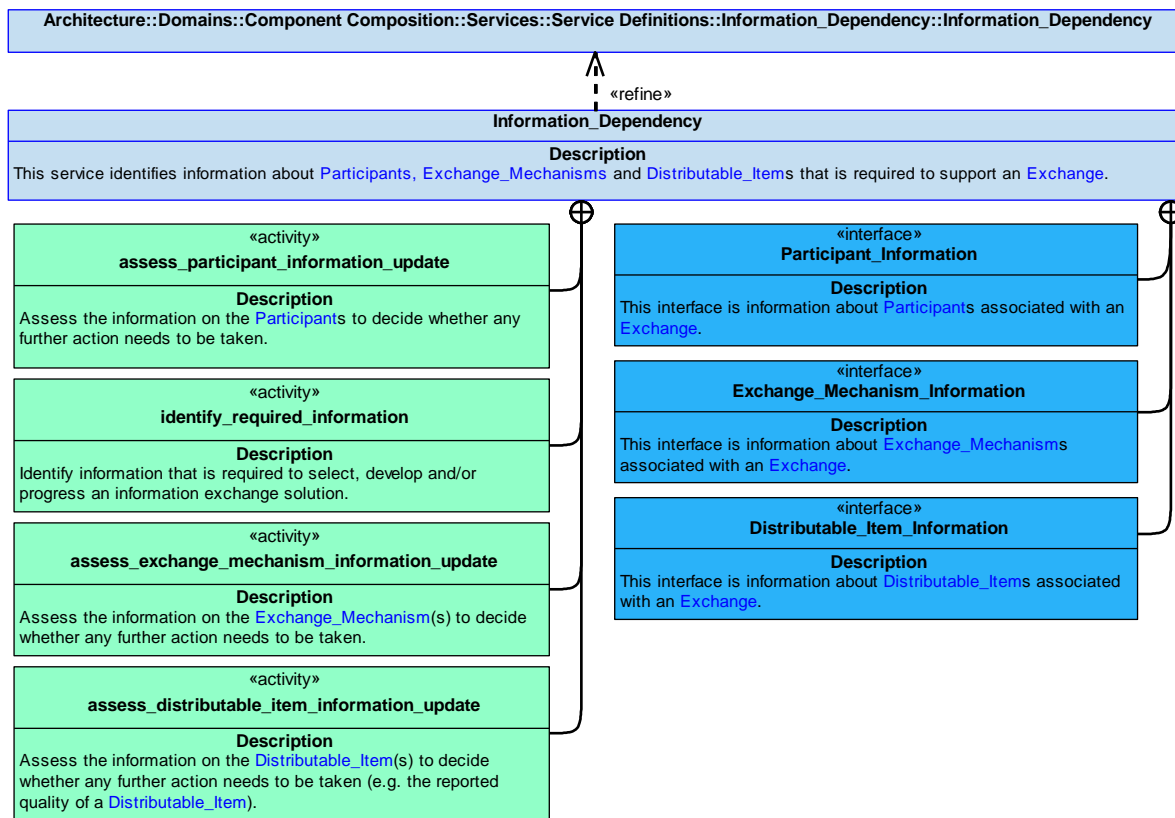 Architecture::Domains::Component Composition::Services::Service Definitions::Information_Dependency::Information_Dependency
«refine»
Information_Dependency
Description
This service identifies information about Participants, Exchange_Mechanisms and Distributable_Items that is required to support an Exchange.
«activity»
assess_participant_information_update
Description
Assess the information on the Participants to decide whether any
further action needs to be taken.
«activity»
identify_required_information
Description
Identify information that is required to select, develop and/or
progress an information exchange solution.
«activity»
assess_exchange_mechanism_information_update
Description
Assess the information on the Exchange_Mechanism(s) to decide
whether any further action needs to be taken.
«activity»
assess_distributable_item_information_update
Description
Assess the information on the Distributable_Item(s) to decide
whether any further action needs to be taken (e.g. the reported
quality of a Distributable_Item).
«interface»
Participant_Information
Description
This interface is information about Participants associated with an
Exchange.
«interface»
Exchange_Mechanism_Information
Description
This interface is information about Exchange_Mechanisms
associated with an Exchange.
«interface»
Distributable_Item_Information
Description
This interface is information about Distributable_Items associated
with an Exchange.